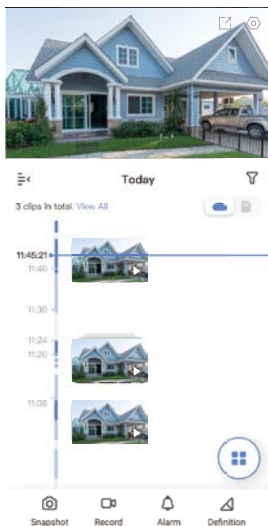 Today
3 clips in total. View All
11:45:21
11:40
11:30
11:24
11:20
11:08
Snapshot Record Alarm Definition